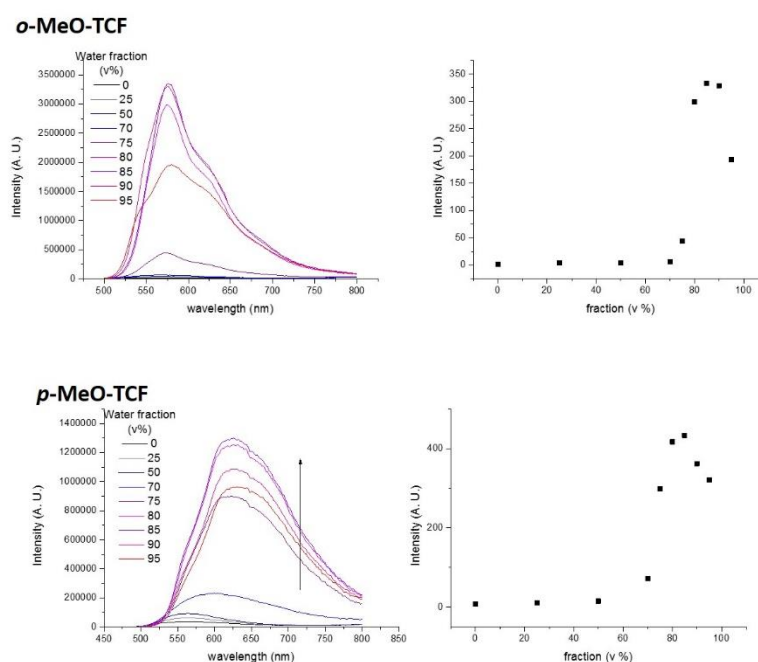 o-MeO-TCF
Water fraction
(v%)
0
25
50
70
75
80
85
90
95
3500000
3000000
2500000
2000000
1500000
1000000
500000
0
Intensity (A. U.)
500 550 600 650 700 750 800
wavelength (nm)
350
300
250
200
150
100
50
0
Intensity (A. U.)
0 20 40 60 80 100
fraction (v %)
p-MeO-TCF
Water fraction
(v%)
0
25
50
70
75
80
85
90
95
1400000
1200000
1000000
800000
600000
400000
200000
0
Intensity (A. U.)
450 500 550 600 650 700 750 800 850
wavelength (nm)
400
200
0
Intensity (A. U.)
0 20 40 60 80 100
fraction (v %)